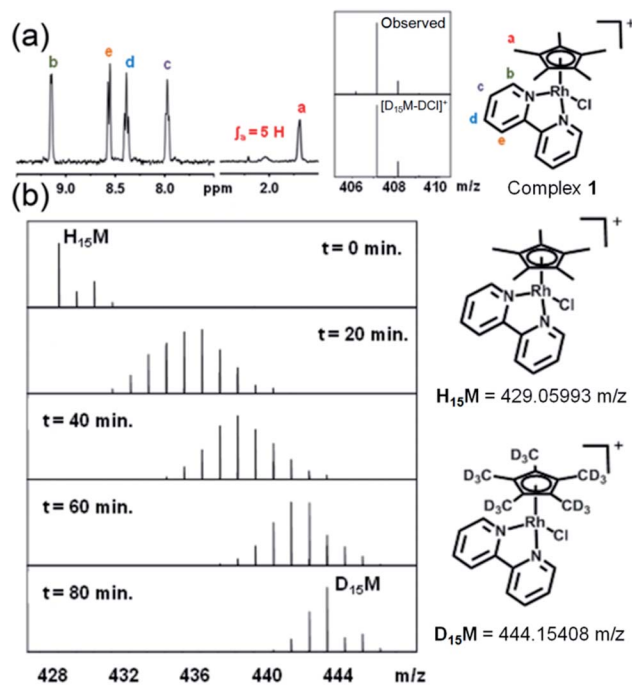 (a)
b
e
d
c
∫a = 5 H
a
9.0 8.5 8.0 ppm 2.0
Observed
[D15M-DCl]+
406 408 410 m/z
+
a
b
c
d
e
Rh
Cl
N
N
Complex 1
(b)
H15M
t = 0 min.
t = 20 min.
t = 40 min.
t = 60 min.
t = 80 min.
D15M
428 432 436 440 444 m/z
+
Rh
Cl
N
N
H15M = 429.05993 m/z
+
CD3
D3C
CD3
D3C
CD3
Rh
Cl
N
N
D15M = 444.15408 m/z